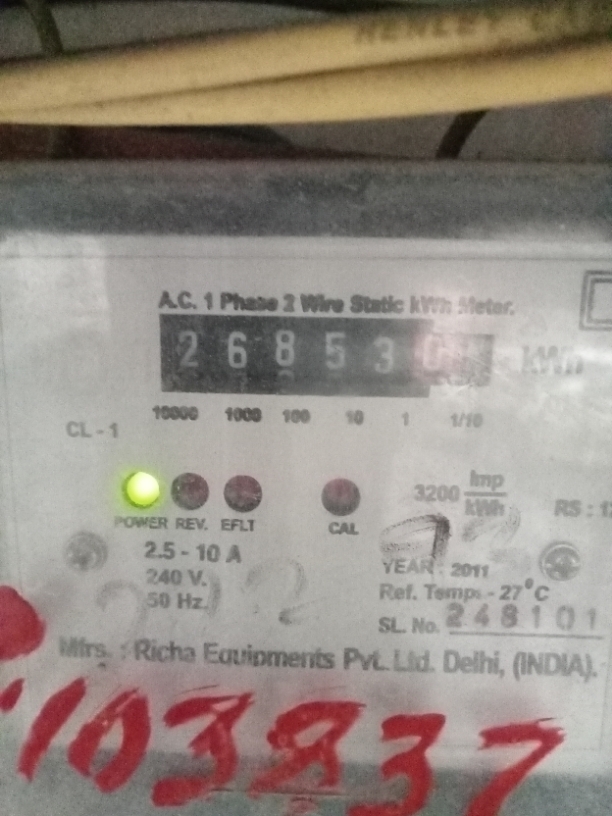 HENLEY
A.C. 1 Phase 2 Wire Static kWh Meter.
2 6 8 5 3 0 kWh
10000 1000 100 10 1 1/10
CL - 1
3200 Imp/kWh
POWER REV. EFLT CAL
2.5 - 10 A
240 V.
50 Hz.
YEAR : 2011
Ref. Temp. - 27°C
SL. No. 248101
Mfrs. : Richa Equipments Pvt. Ltd. Delhi, (INDIA).
103837